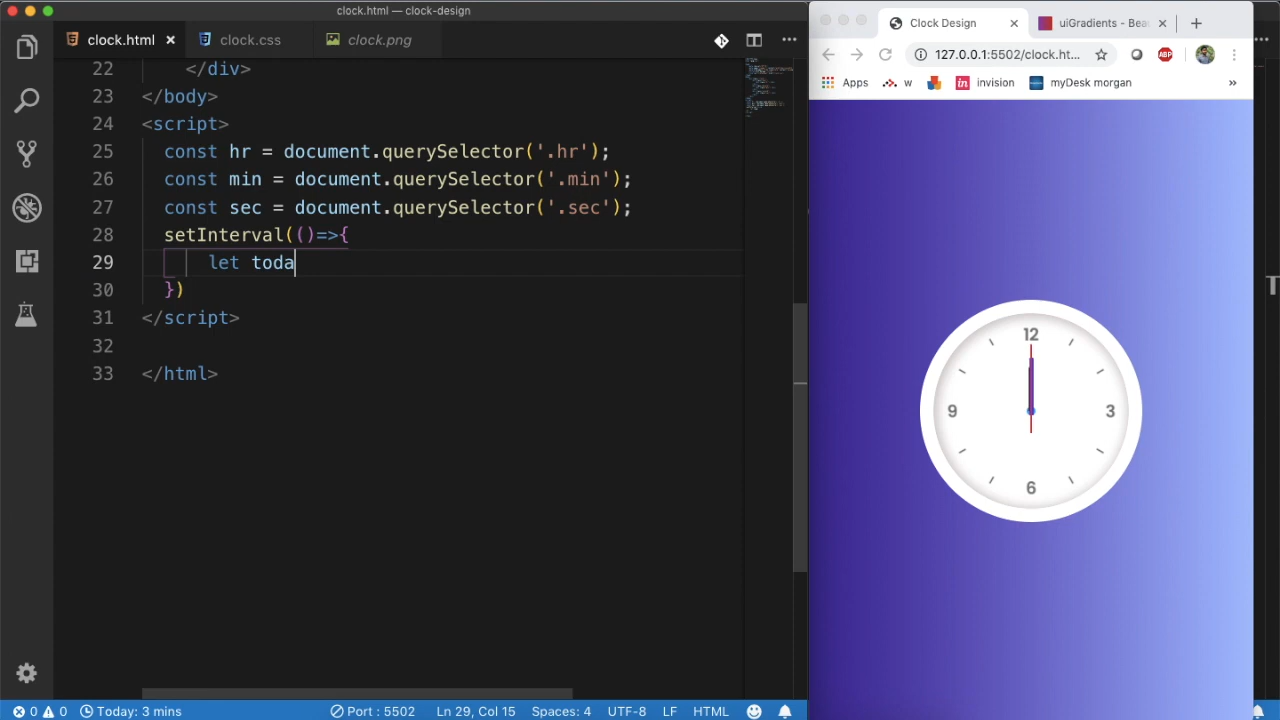 clock.html — clock-design
clock.html
clock.css
clock.png
22 </div>
23 </body>
24 <script>
25 const hr = document.querySelector('.hr');
26 const min = document.querySelector('.min');
27 const sec = document.querySelector('.sec');
28 setInterval(()=>{
29 let toda
30 })
31 </script>
32
33 </html>
0 0 Today: 3 mins Port : 5502 Ln 29, Col 15 Spaces: 4 UTF-8 LF HTML
Clock Design
uiGradients - Bea
127.0.0.1:5502/clock.ht...
ABP
Apps w in invision myDesk morgan »
12
9 3
6
T